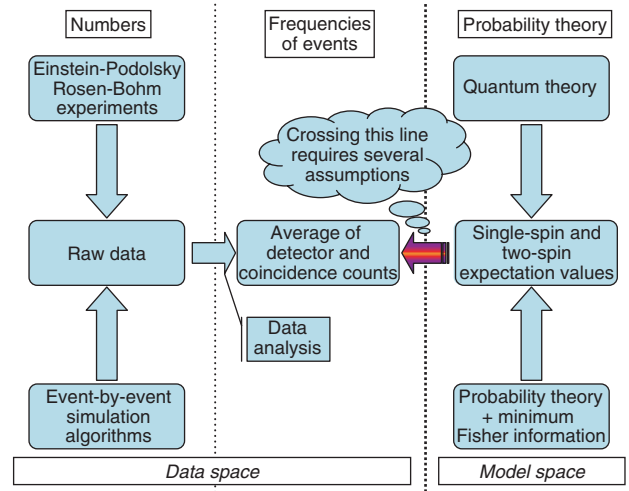 Numbers
Frequencies
of events
Probability theory
Einstein-Podolsky
Rosen-Bohm
experiments
Quantum theory
Crossing this line
requires several
assumptions
Raw data
Average of
detector and
coincidence counts
Single-spin and
two-spin
expectation values
Data
analysis
Event-by-event
simulation
algorithms
Probability theory
+ minimum
Fisher information
Data space
Model space